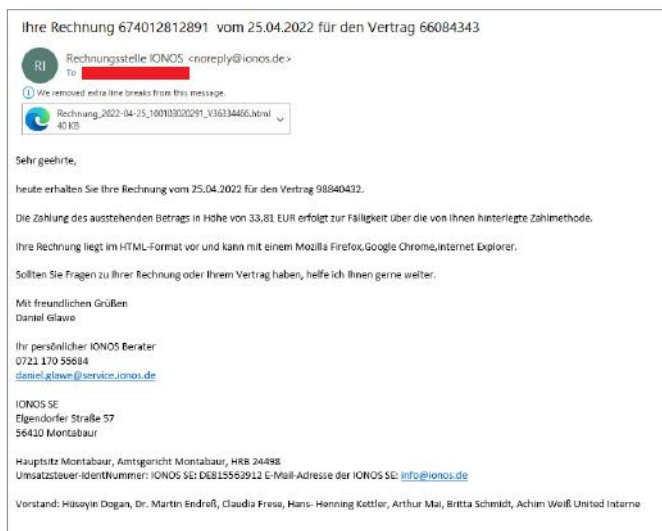 Ihre Rechnung 674012812891 vom 25.04.2022 für den Vertrag 66084343
RI
Rechnungsstelle IONOS <noreply@ionos.de>
To
We removed extra line breaks from this message.
Rechnung_2022-04-25_100103020291_V36334466.html
40 KB
Sehr geehrte,
heute erhalten Sie Ihre Rechnung vom 25.04.2022 für den Vertrag 98840432.
Die Zahlung des ausstehenden Betrags in Höhe von 33,81 EUR erfolgt zur Fälligkeit über die von Ihnen hinterlegte Zahlmethode.
Ihre Rechnung liegt im HTML-Format vor und kann mit einem Mozilla Firefox,Google Chrome,Internet Explorer.
Sollten Sie Fragen zu Ihrer Rechnung oder Ihrem Vertrag haben, helfe ich Ihnen gerne weiter.
Mit freundlichen Grüßen
Daniel Glawe
Ihr persönlicher IONOS Berater
0721 170 55684
daniel.glawe@service.ionos.de
IONOS SE
Elgendorfer Straße 57
56410 Montabaur
Hauptsitz Montabaur, Amtsgericht Montabaur, HRB 24498
Umsatzsteuer-IdentNummer: IONOS SE: DE815563912 E-Mail-Adresse der IONOS SE: info@ionos.de
Vorstand: Hüseyin Dogan, Dr. Martin Endreß, Claudia Frese, Hans- Henning Kettler, Arthur Mai, Britta Schmidt, Achim Weiß United Interne